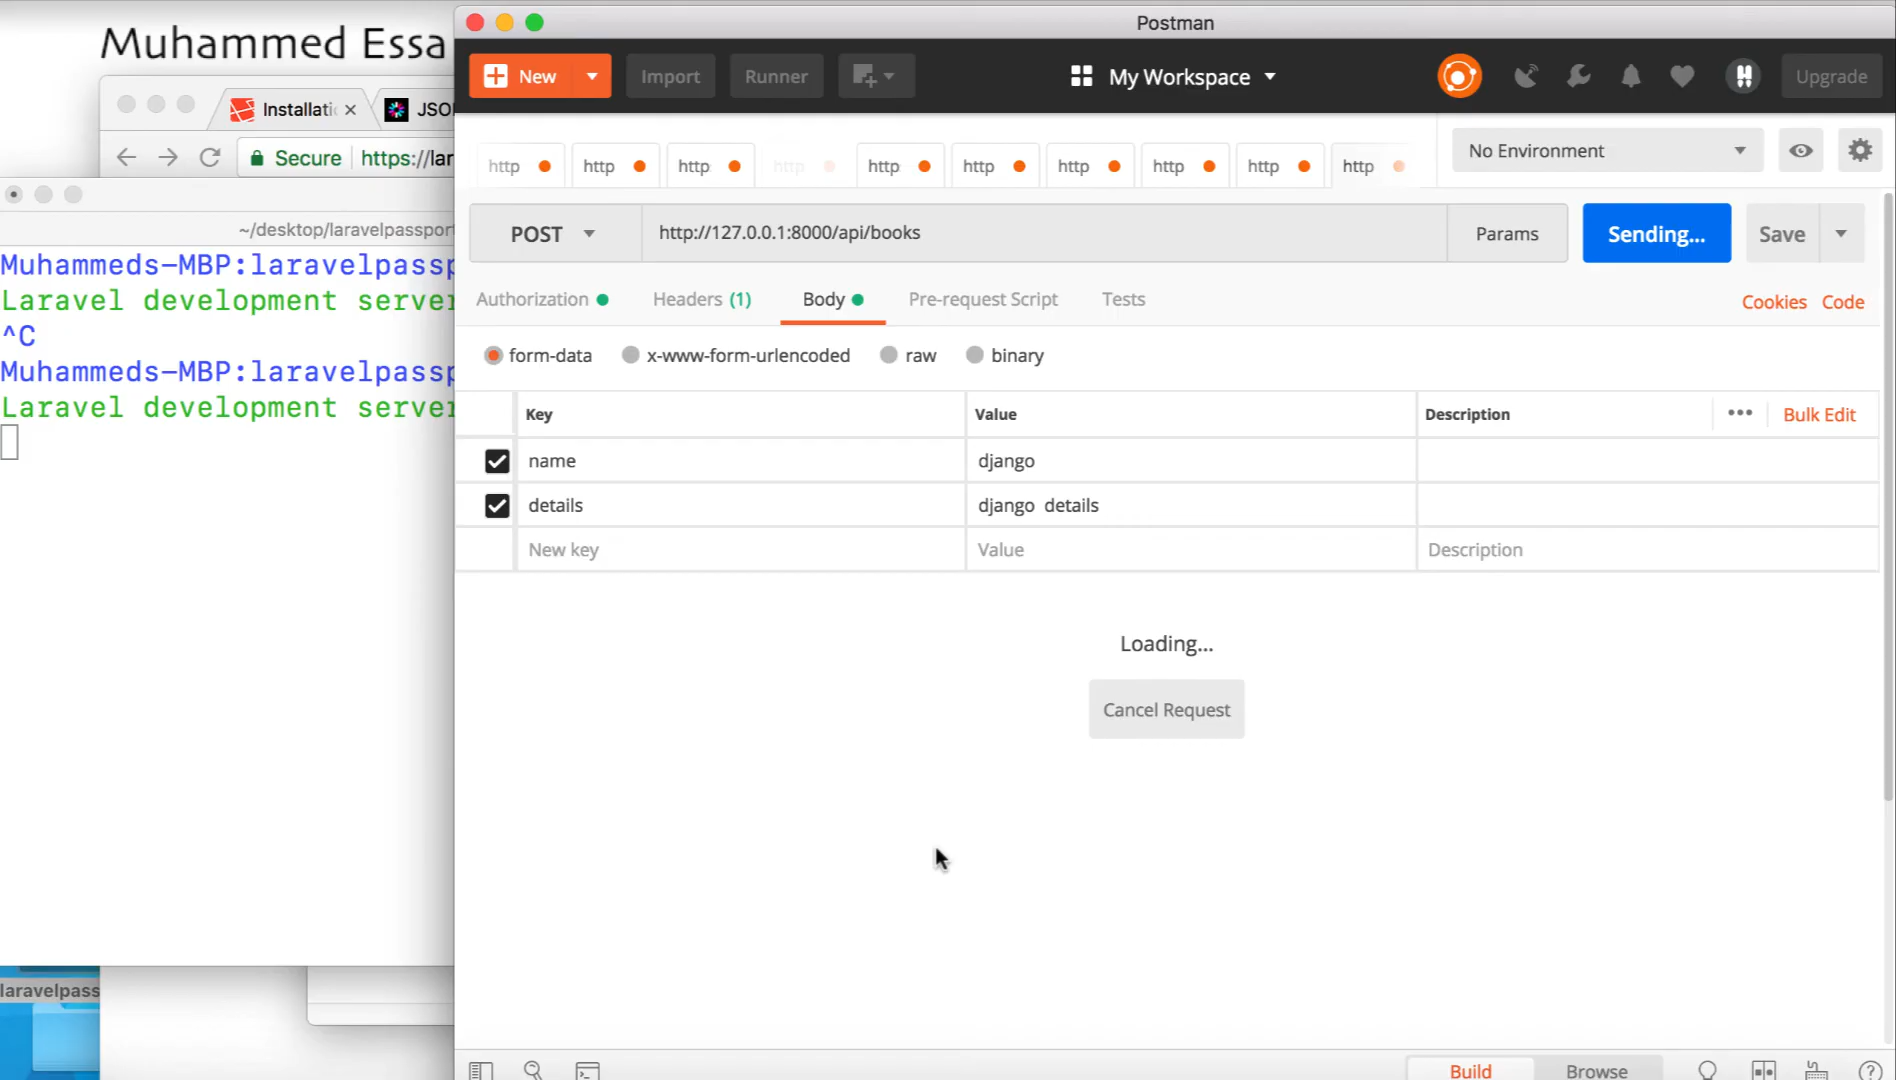 Muhammed Essa
Installati
JSO
Secure
https://lar
~/desktop/laravelpassport
Muhammeds-MBP:laravelpassp
Laravel development server
^C
Muhammeds-MBP:laravelpassp
Laravel development server
laravelpass
Postman
New
Import
Runner
My Workspace
Upgrade
http
http
http
http
http
http
http
http
http
http
No Environment
POST
http://127.0.0.1:8000/api/books
Params
Sending...
Save
Authorization
Headers (1)
Body
Pre-request Script
Tests
Cookies
Code
form-data
x-www-form-urlencoded
raw
binary
Key
Value
Description
Bulk Edit
name
django
details
django details
New key
Value
Description
Loading...
Cancel Request
Build
Browse